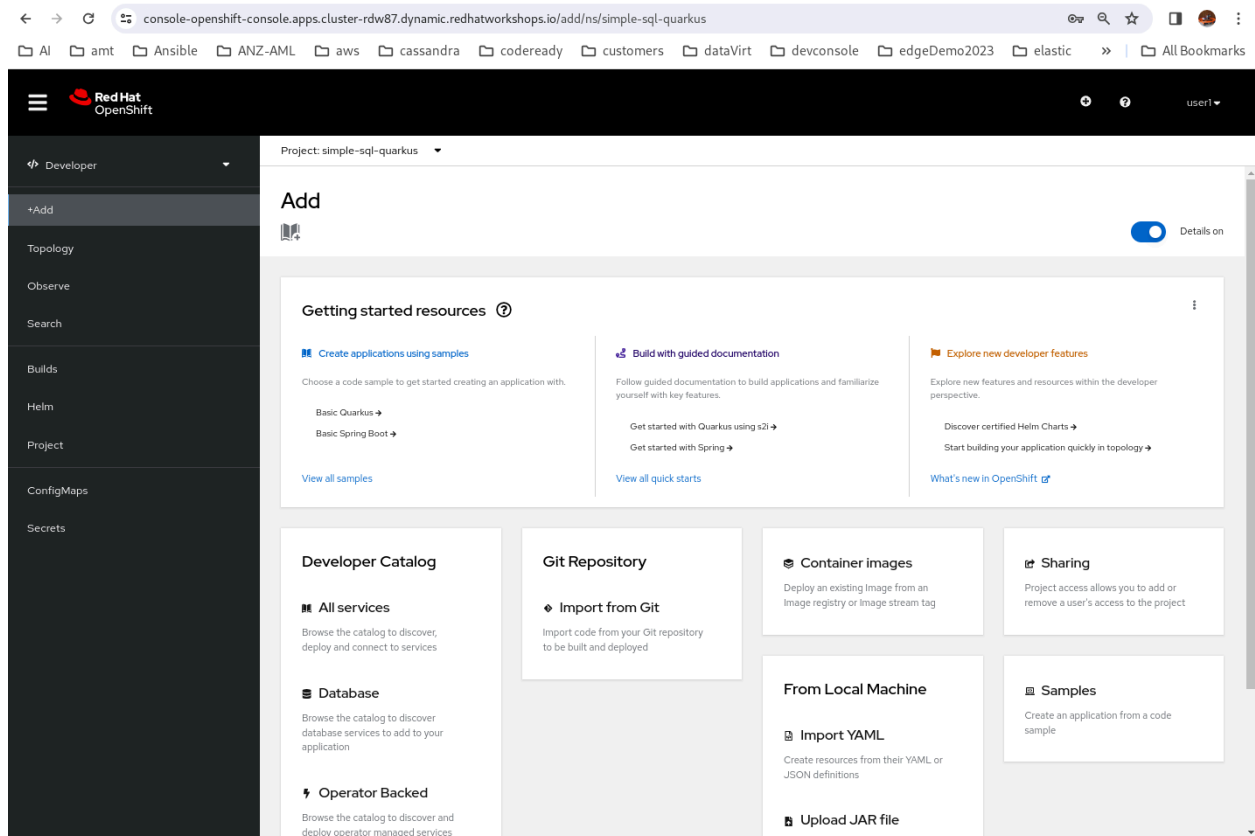 console-openshift-console.apps.cluster-rdw87.dynamic.redhatworkshops.io/add/ns/simple-sql-quarkus
AI amt Ansible ANZ-AML aws cassandra codeready customers dataVirt devconsole edgeDemo2023 elastic » All Bookmarks
Red Hat
OpenShift
user1
Developer
+Add
Topology
Observe
Search
Builds
Helm
Project
ConfigMaps
Secrets
Project: simple-sql-quarkus
Add
Details on
Getting started resources
Create applications using samples
Choose a code sample to get started creating an application with.
Basic Quarkus →
Basic Spring Boot →
View all samples
Build with guided documentation
Follow guided documentation to build applications and familiarize
yourself with key features.
Get started with Quarkus using s2i →
Get started with Spring →
View all quick starts
Explore new developer features
Explore new features and resources within the developer
perspective.
Discover certified Helm Charts →
Start building your application quickly in topology →
What's new in OpenShift
Developer Catalog
All services
Browse the catalog to discover,
deploy and connect to services
Database
Browse the catalog to discover
database services to add to your
application
Operator Backed
Browse the catalog to discover and
deploy operator managed services
Git Repository
Import from Git
Import code from your Git repository
to be built and deployed
Container images
Deploy an existing Image from an
Image registry or Image stream tag
From Local Machine
Import YAML
Create resources from their YAML or
JSON definitions
Upload JAR file
Sharing
Project access allows you to add or
remove a user's access to the project
Samples
Create an application from a code
sample